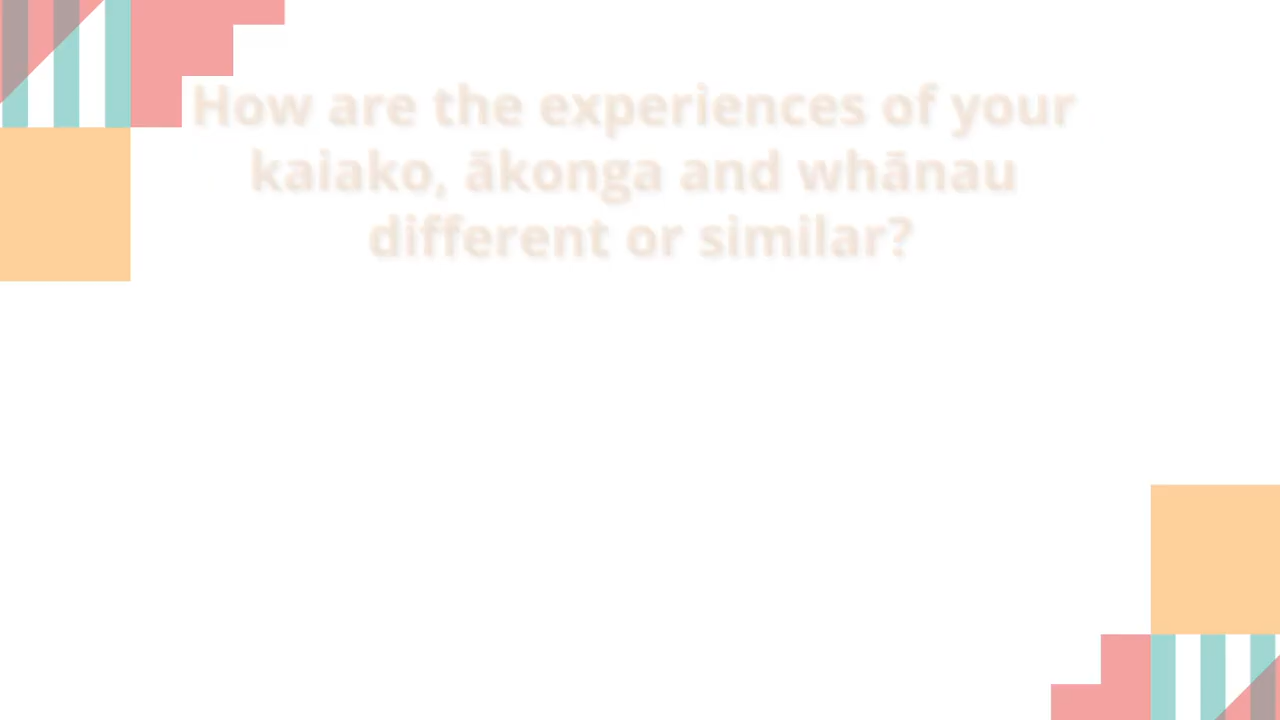 How are the experiences of your
kaiako, ākonga and whānau
different or similar?